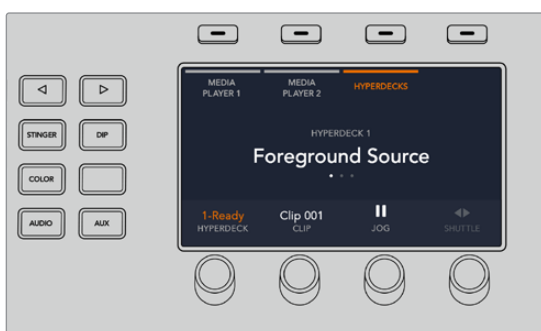 MEDIA
PLAYER 1
MEDIA
PLAYER 2
HYPERDECKS
STINGER
DIP
HYPERDECK 1
Foreground Source
COLOR
AUDIO
AUX
1-Ready
HYPERDECK
Clip 001
CLIP
JOG
SHUTTLE